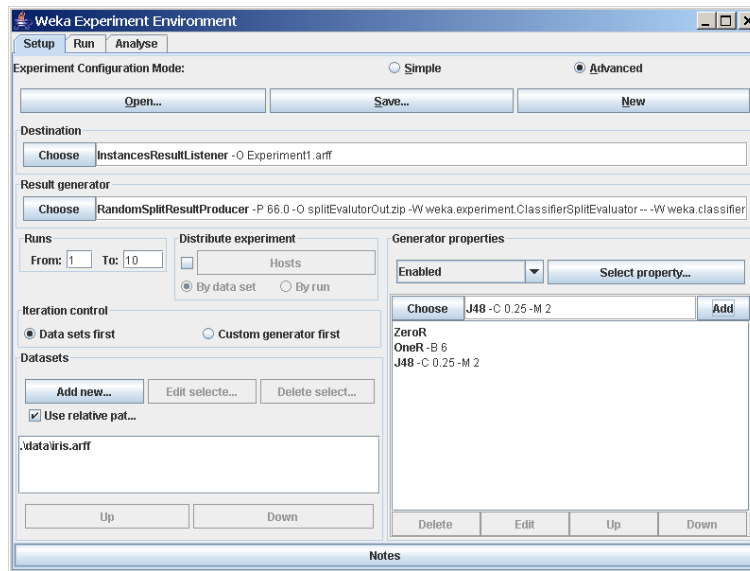 Weka Experiment Environment
Setup Run Analyse
Experiment Configuration Mode: Simple Advanced
Open... Save... New
Destination
Choose InstancesResultListener -O Experiment1.arff
Result generator
Choose RandomSplitResultProducer -P 66.0 -O splitEvalutorOut.zip -W weka.experiment.ClassifierSplitEvaluator -- -W weka.classifier
Runs
From: 1 To: 10
Distribute experiment
Hosts
By data set By run
Generator properties
Enabled Select property...
Iteration control
Data sets first Custom generator first
Choose J48 -C 0.25 -M 2 Add
ZeroR
OneR -B 6
J48 -C 0.25 -M 2
Datasets
Add new... Edit selecte... Delete select...
Use relative pat...
.\data\iris.arff
Up Down
Delete Edit Up Down
Notes